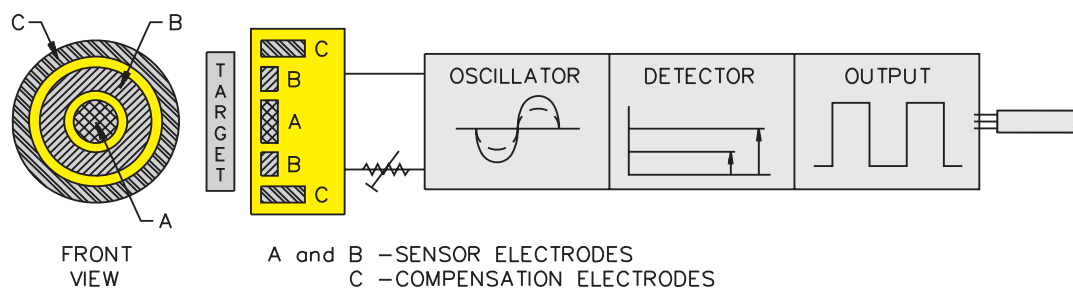 C
B
A
FRONT
VIEW
TARGET
C
B
A
B
C
OSCILLATOR
DETECTOR
OUTPUT
A and B - SENSOR ELECTRODES
C - COMPENSATION ELECTRODES